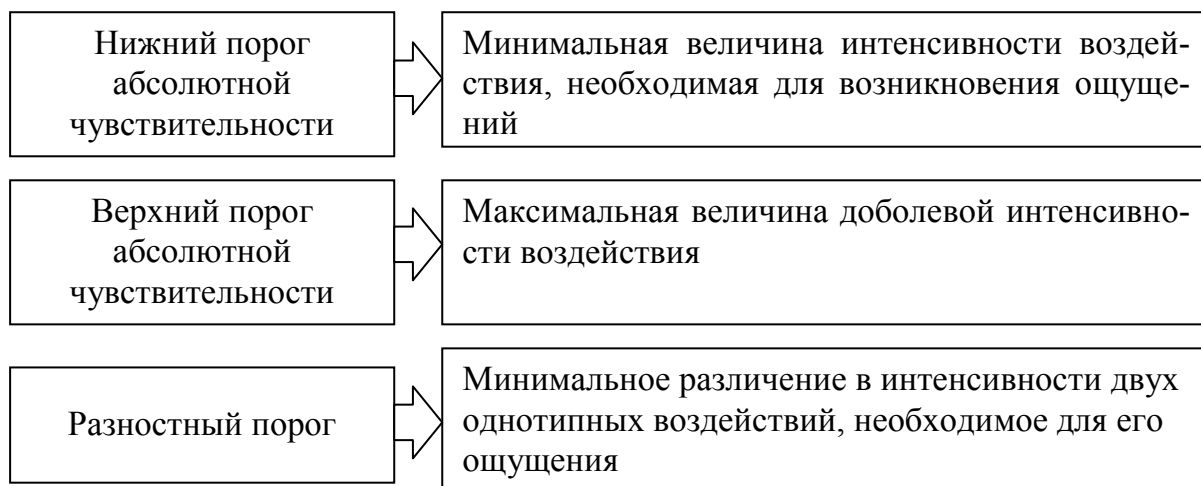 Нижний порог
абсолютной
чувствительности
Минимальная величина интенсивности воздей-
ствия, необходимая для возникновения ощуще-
ний
Верхний порог
абсолютной
чувствительности
Максимальная величина доболевой интенсивно-
сти воздействия
Разностный порог
Минимальное различение в интенсивности двух
однотипных воздействий, необходимое для его
ощущения